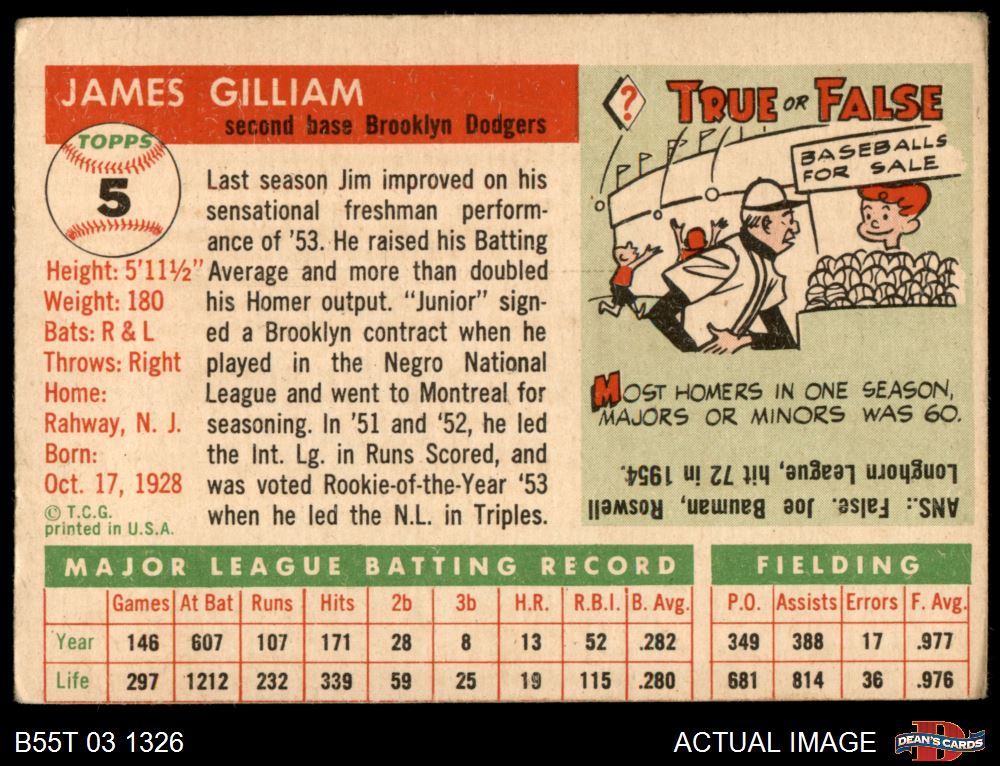 JAMES GILLIAM
second base Brooklyn Dodgers
TOPPS
5
Height: 5'11½"
Weight: 180
Bats: R & L
Throws: Right
Home:
Rahway, N. J.
Born:
Oct. 17, 1928
© T.C.G.
printed in U.S.A.
Last season Jim improved on his
sensational freshman perform-
ance of '53. He raised his Batting
Average and more than doubled
his Homer output. "Junior" sign-
ed a Brooklyn contract when he
played in the Negro National
League and went to Montreal for
seasoning. In '51 and '52, he led
the Int. Lg. in Runs Scored, and
was voted Rookie-of-the-Year '53
when he led the N.L. in Triples.
?
TRUE OR FALSE
BASEBALLS
FOR SALE
MOST HOMERS IN ONE SEASON,
MAJORS OR MINORS WAS 60.
ANS.: False. Joe Bauman, Roswell
Longhorn League, hit 72 in 1954.
MAJOR LEAGUE BATTING RECORD
Games At Bat Runs Hits 2b 3b H.R. R.B.I. B. Avg.
Year 146 607 107 171 28 8 13 52 .282
Life 297 1212 232 339 59 25 19 115 .280
FIELDING
P.O. Assists Errors F. Avg.
349 388 17 .977
681 814 36 .976
B55T 03 1326
ACTUAL IMAGE
DEAN'S CARDS